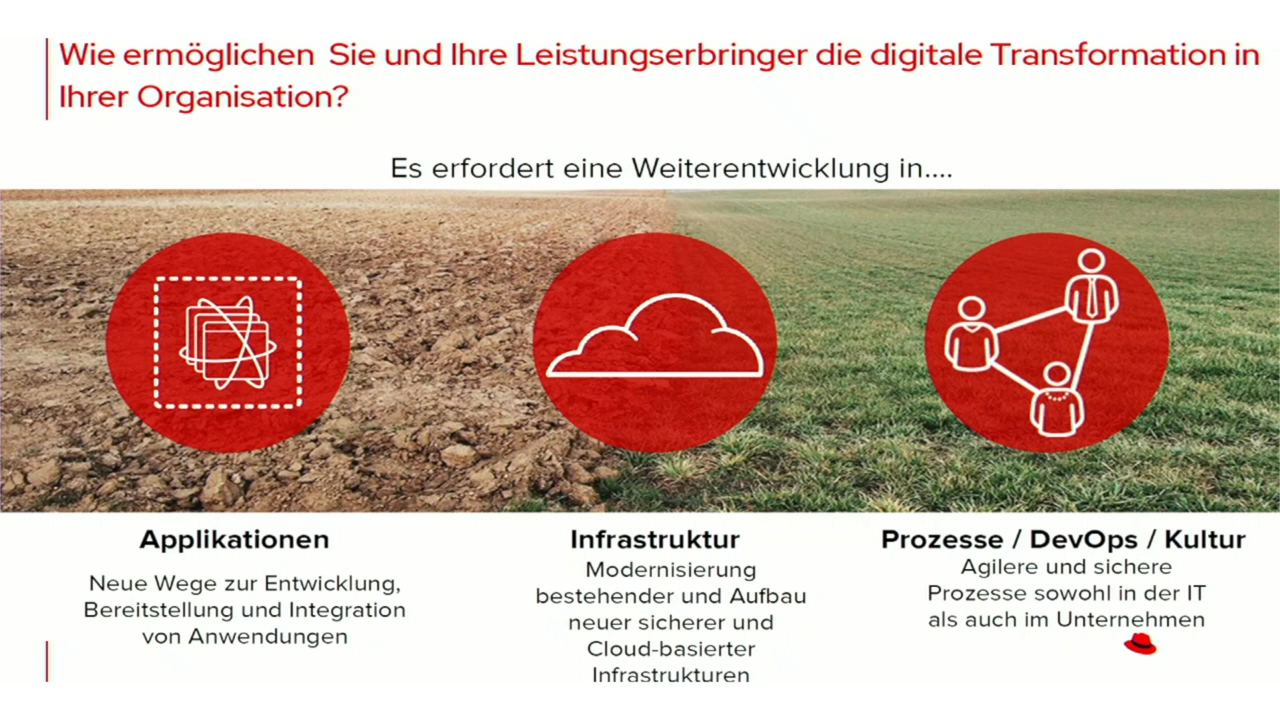 Wie ermöglichen Sie und Ihre Leistungserbringer die digitale Transformation in
Ihrer Organisation?
Es erfordert eine Weiterentwicklung in....
Applikationen
Neue Wege zur Entwicklung,
Bereitstellung und Integration
von Anwendungen
Infrastruktur
Modernisierung
bestehender und Aufbau
neuer sicherer und
Cloud-basierter
Infrastrukturen
Prozesse / DevOps / Kultur
Agilere und sichere
Prozesse sowohl in der IT
als auch im Unternehmen